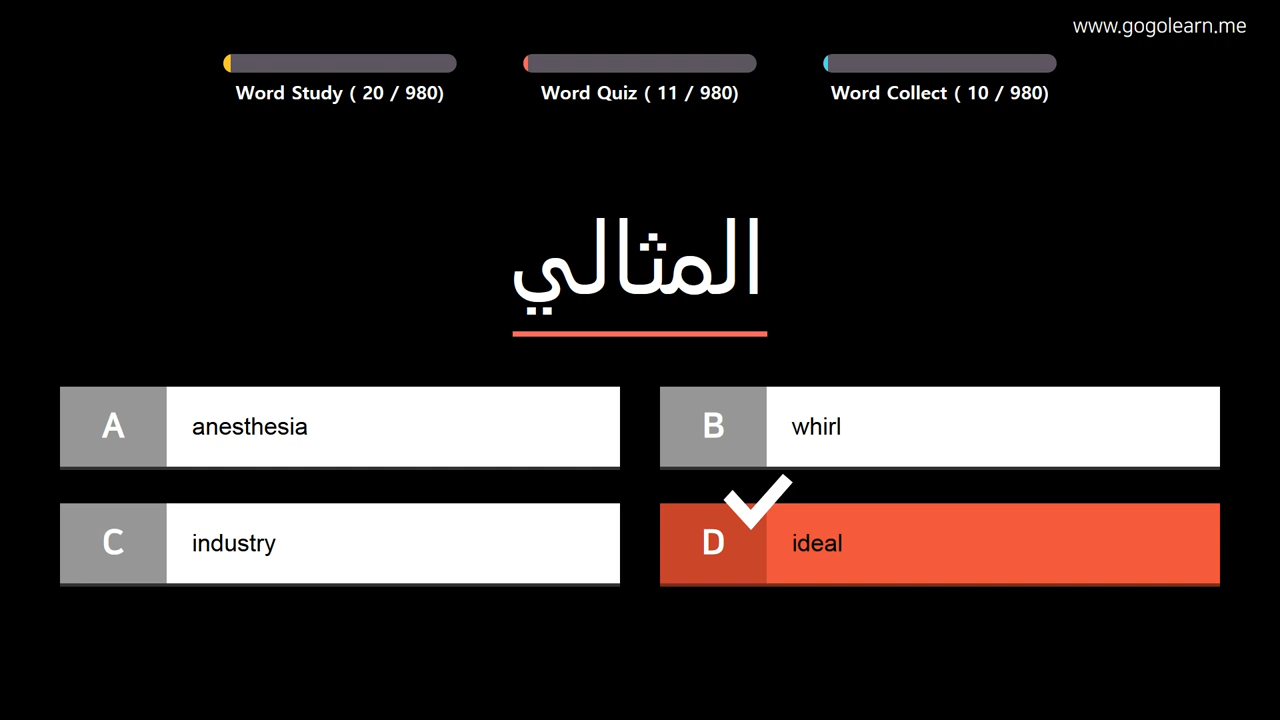 www.gogolearn.me
Word Study ( 20 / 980)
Word Quiz ( 11 / 980)
Word Collect ( 10 / 980)
المثالي
A anesthesia
B whirl
C industry
D ideal